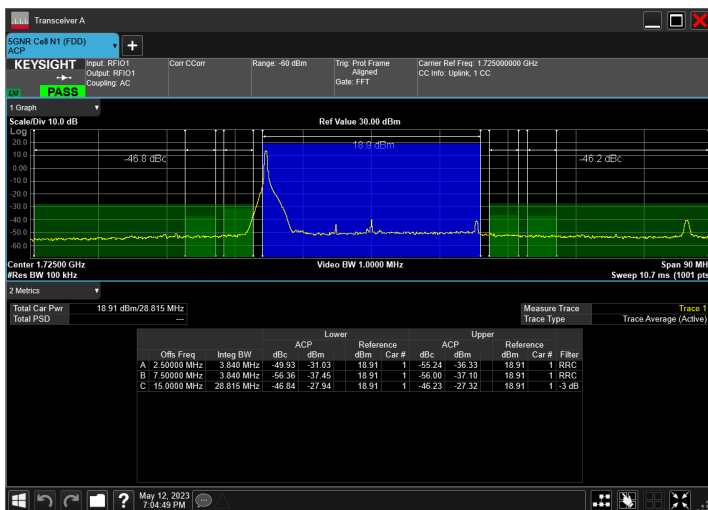 Transceiver A
5GNR Cell N1 (FDD)
ACP
KEYSIGHT
LXI
PASS
Input: RFIO1
Output: RFIO1
Coupling: AC
Corr CCorr
Range: -60 dBm
Trig: Prot Frame
Aligned
Gate: FFT
Carrier Ref Freq: 1.725000000 GHz
CC Info: Uplink, 1 CC
1 Graph
Scale/Div 10.0 dB
Ref Value 30.00 dBm
Log
20.0
10.0
0.00
-10.0
-20.0
-30.0
-40.0
-50.0
-60.0
-46.8 dBc
18.9 dBm
-46.2 dBc
Center 1.72500 GHz
Video BW 1.0000 MHz
Span 90 MH
#Res BW 100 kHz
Sweep 10.7 ms (1001 pts
2 Metrics
Total Car Pwr 18.91 dBm/28.815 MHz
Total PSD ---
Measure Trace Trace 1
Trace Type Trace Average (Active)
Lower Upper
ACP Reference ACP Reference
Offs Freq Integ BW dBc dBm dBm Car # dBc dBm dBm Car # Filter
A 2.50000 MHz 3.840 MHz -49.93 -31.03 18.91 1 -55.24 -36.33 18.91 1 RRC
B 7.50000 MHz 3.840 MHz -56.36 -37.45 18.91 1 -56.00 -37.10 18.91 1 RRC
C 15.0000 MHz 28.815 MHz -46.84 -27.94 18.91 1 -46.23 -27.32 18.91 1 -3 dB
May 12, 2023
7:04:49 PM